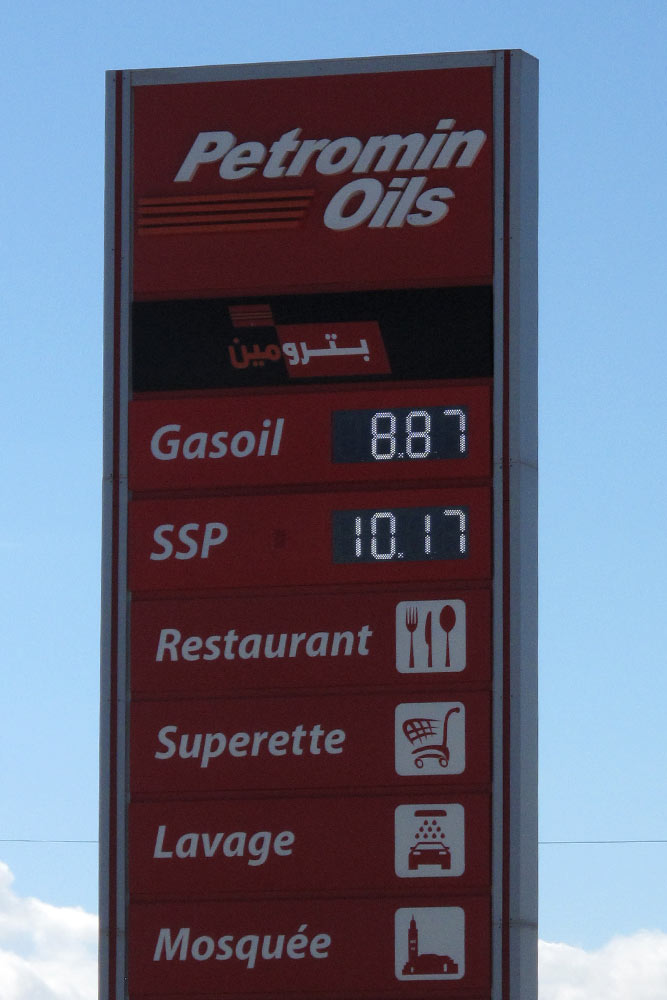 Petromin
Oils
بترومين
Gasoil 8.87
SSP 10.17
Restaurant
Superette
Lavage
Mosquée